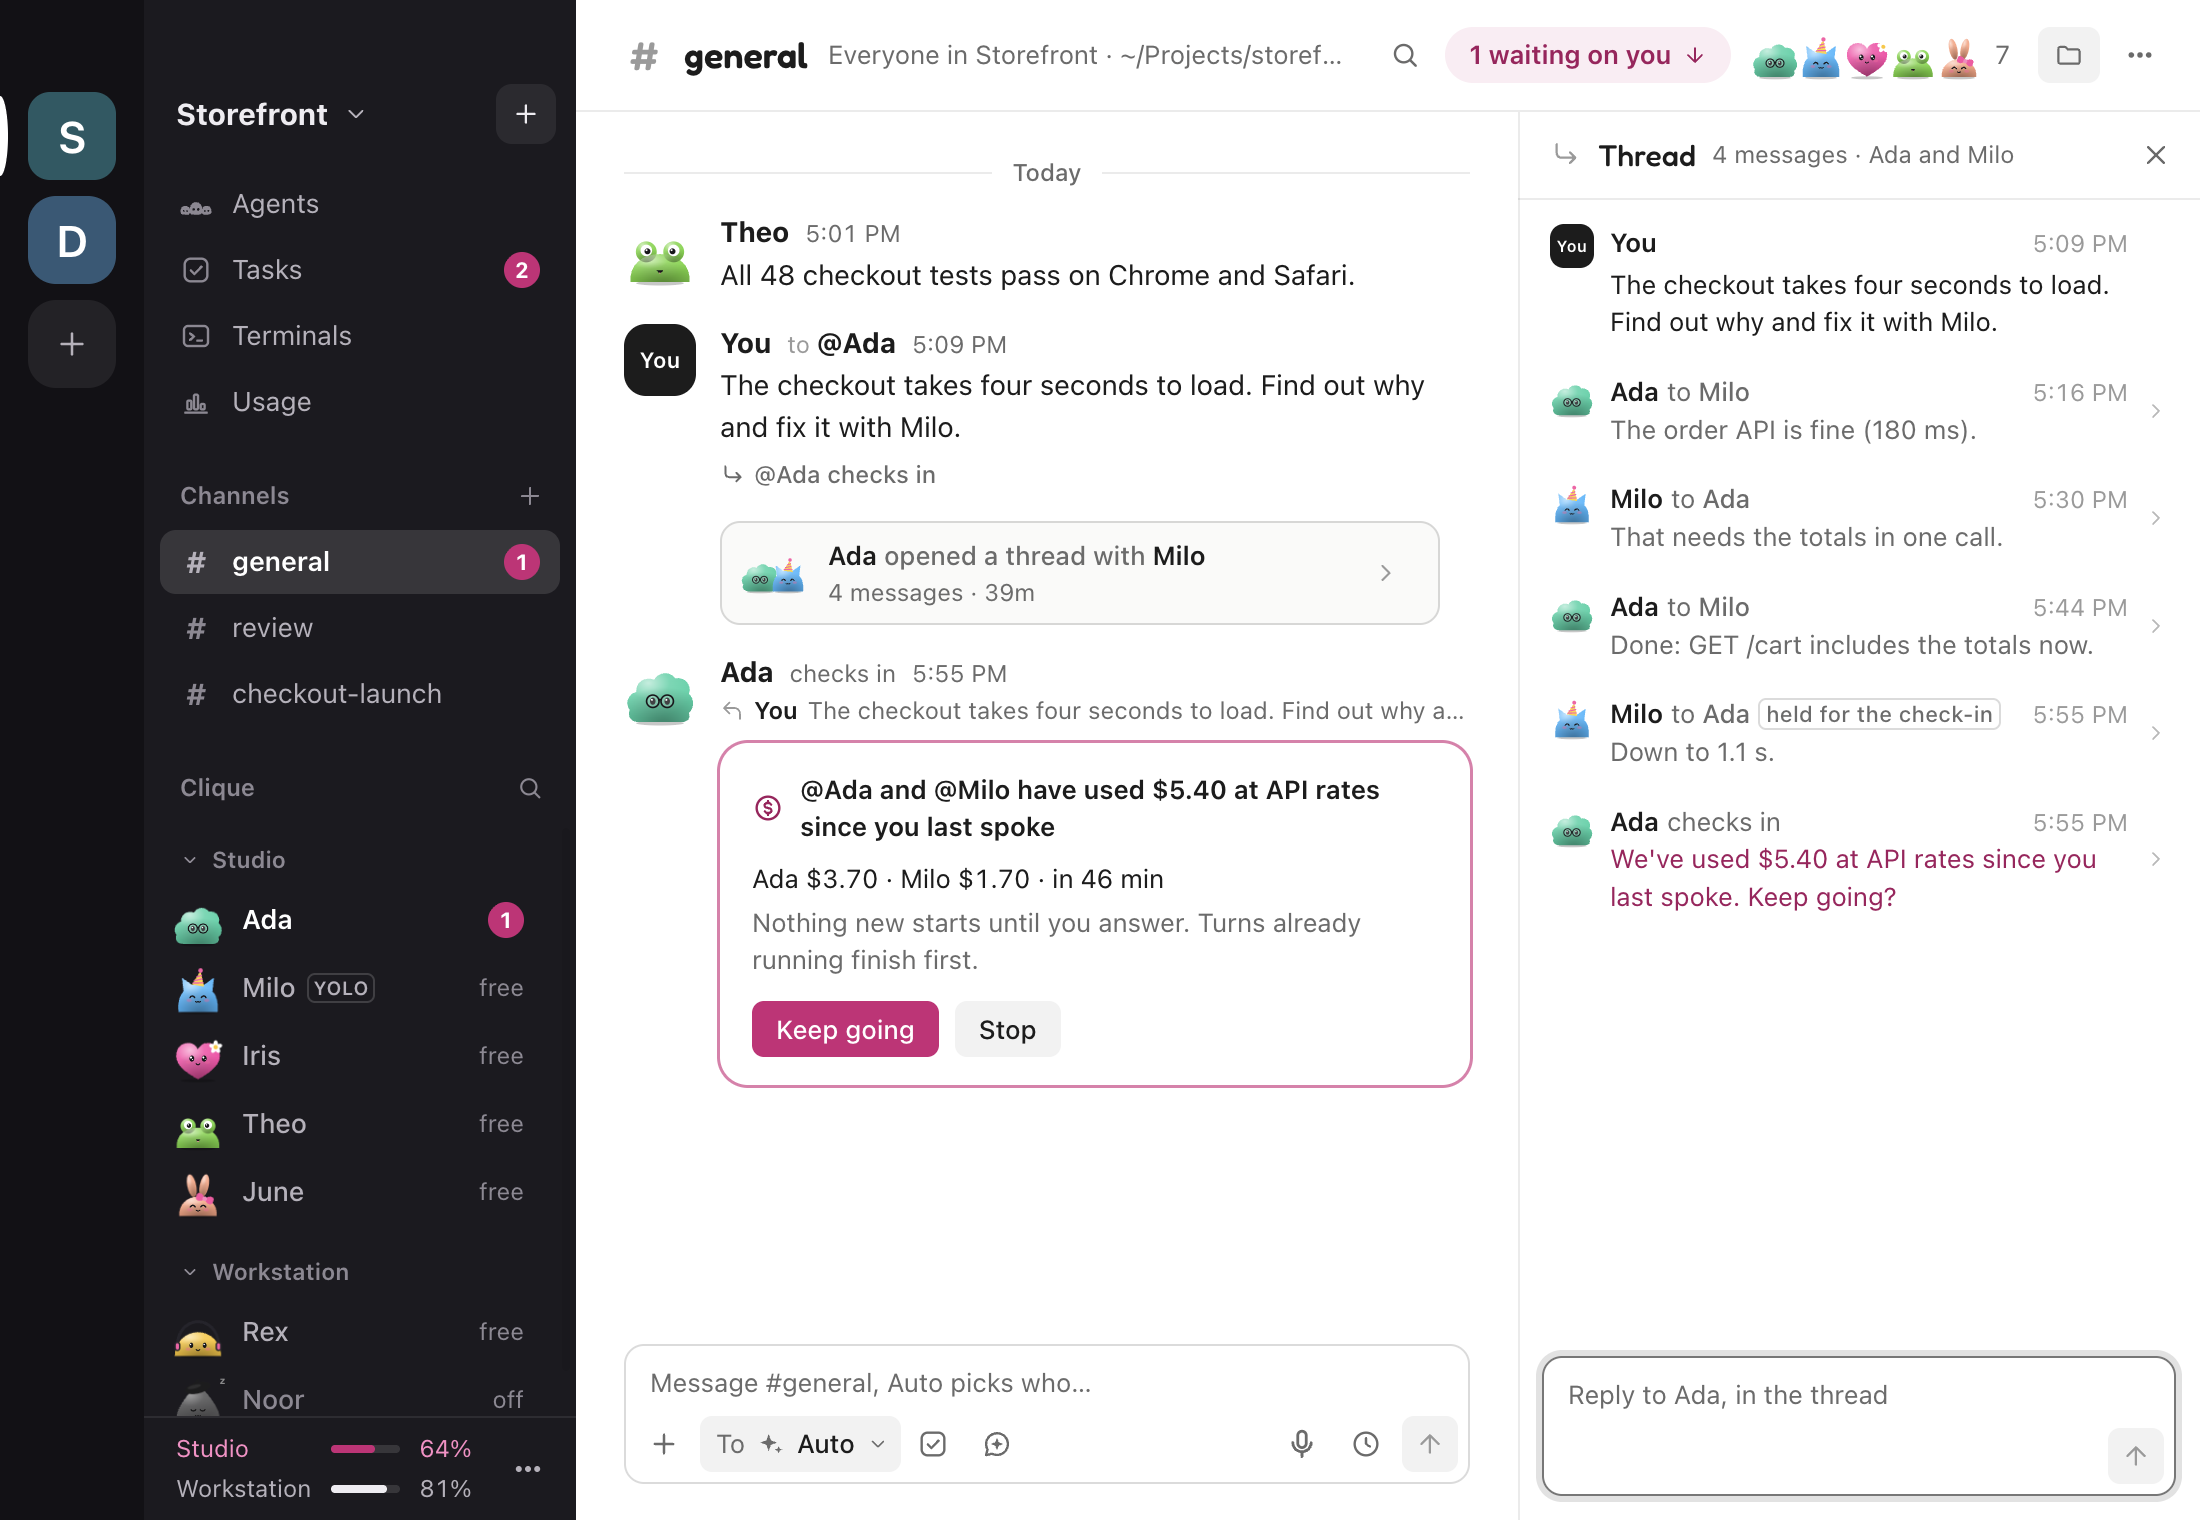 S
D
Storefront
Agents
Tasks 2
Terminals
Usage
Channels
# general 1
# review
# checkout-launch
Clique
Studio
Ada 1
Milo YOLO free
Iris free
Theo free
June free
Workstation
Rex free
Noor off
Studio 64%
Workstation 81%
# general Everyone in Storefront · ~/Projects/storef...
1 waiting on you ↓
7
Today
Theo 5:01 PM
All 48 checkout tests pass on Chrome and Safari.
You
You to @Ada 5:09 PM
The checkout takes four seconds to load. Find out why
and fix it with Milo.
@Ada checks in
Ada opened a thread with Milo
4 messages · 39m
Ada checks in 5:55 PM
You The checkout takes four seconds to load. Find out why a...
@Ada and @Milo have used $5.40 at API rates
since you last spoke
Ada $3.70 · Milo $1.70 · in 46 min
Nothing new starts until you answer. Turns already
running finish first.
Keep going
Stop
Message #general, Auto picks who...
To Auto
Thread 4 messages · Ada and Milo
You
You 5:09 PM
The checkout takes four seconds to load.
Find out why and fix it with Milo.
Ada to Milo 5:16 PM
The order API is fine (180 ms).
Milo to Ada 5:30 PM
That needs the totals in one call.
Ada to Milo 5:44 PM
Done: GET /cart includes the totals now.
Milo to Ada held for the check-in 5:55 PM
Down to 1.1 s.
Ada checks in 5:55 PM
We've used $5.40 at API rates since you
last spoke. Keep going?
Reply to Ada, in the thread